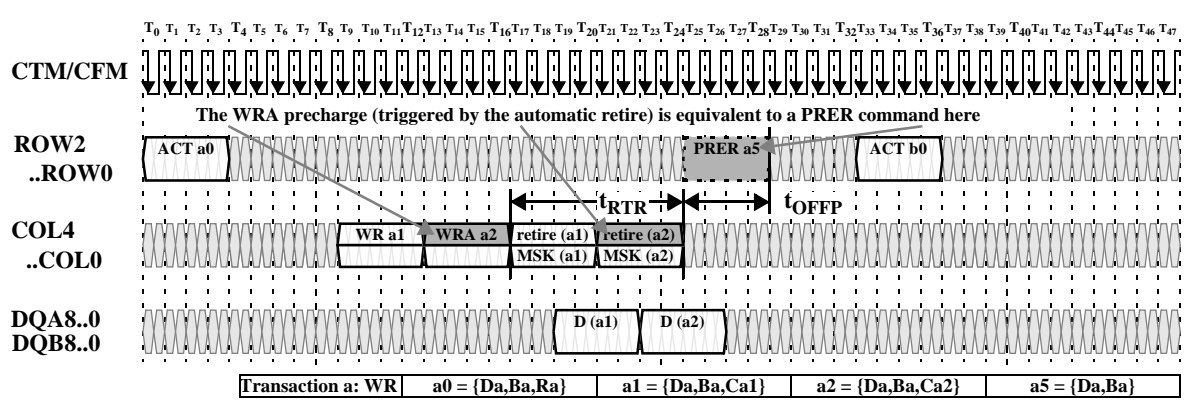 T0 T1 T2 T3 T4 T5 T6 T7 T8 T9 T10 T11 T12 T13 T14 T15 T16 T17 T18 T19 T20 T21 T22 T23 T24 T25 T26 T27 T28 T29 T30 T31 T32 T33 T34 T35 T36 T37 T38 T39 T40 T41 T42 T43 T44 T45 T46 T47
CTM/CFM
The WRA precharge (triggered by the automatic retire) is equivalent to a PRER command here
ROW2
..ROW0
ACT a0 PRER a5 ACT b0
tRTR tOFFP
COL4
..COL0
WR a1 WRA a2 retire (a1) retire (a2)
MSK (a1) MSK (a2)
DQA8..0
DQB8..0
D (a1) D (a2)
Transaction a: WR a0 = {Da,Ba,Ra} a1 = {Da,Ba,Ca1} a2 = {Da,Ba,Ca2} a5 = {Da,Ba}